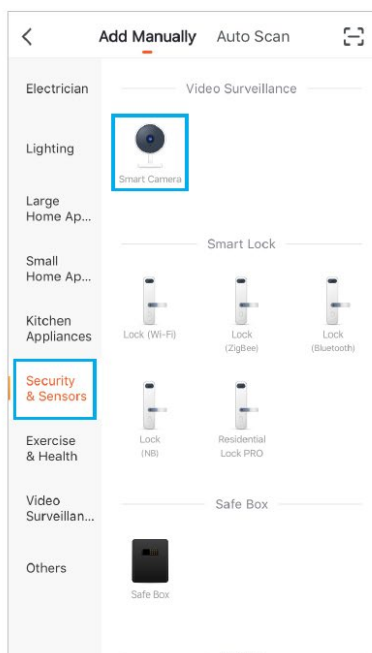 Add Manually Auto Scan
Electrician
Lighting
Large
Home Ap...
Small
Home Ap...
Kitchen
Appliances
Security
& Sensors
Exercise
& Health
Video
Surveillan...
Others
Video Surveillance
Smart Camera
Smart Lock
Lock (Wi-Fi)
Lock
(ZigBee)
Lock
(Bluetooth)
Lock
(NB)
Residential
Lock PRO
Safe Box
Safe Box